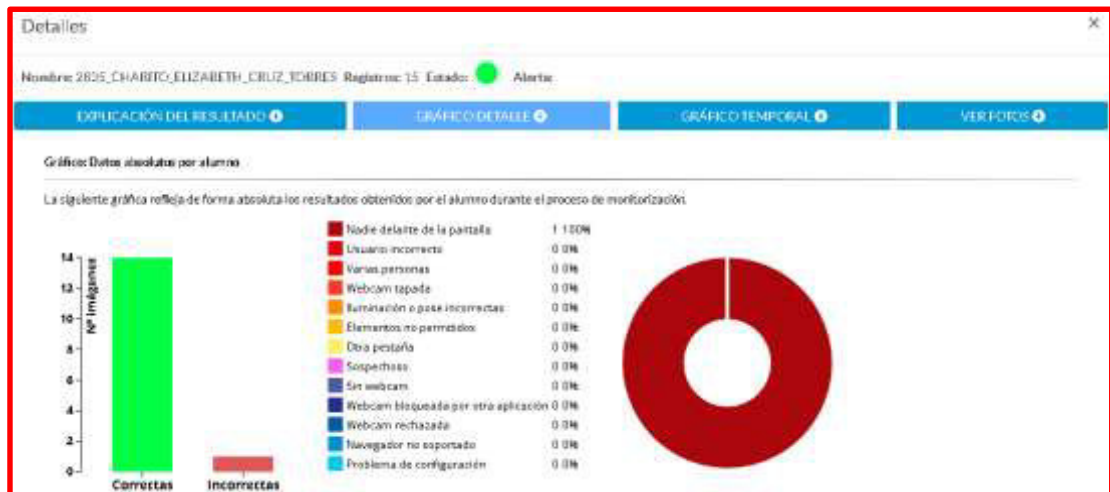 Detalles ×
Nombre: 2805_CHARITO_ELIZABETH_CRUZ_TORRES Registros: 15 Estado: Alerta:
EXPLICACIÓN DEL RESULTADO GRÁFICO DETALLE GRÁFICO TEMPORAL VER FOTOS
Gráfico: Datos absolutos por alumno
La siguiente gráfica refleja de forma absoluta los resultados obtenidos por el alumno durante el proceso de monitorización.
Nadie delante de la pantalla 1 100%
Usuario incorrecto 0 0%
Varias personas 0 0%
Webcam tapada 0 0%
Iluminación o pose incorrectas 0 0%
Elementos no permitidos 0 0%
Otra pestaña 0 0%
Sospechoso 0 0%
Sin webcam 0 0%
Webcam bloqueada por otra aplicación 0 0%
Webcam rechazada 0 0%
Navegador no soportado 0 0%
Problema de configuración 0 0%
Nº Imágenes
14
12
10
8
6
4
2
0
Correctas Incorrectas